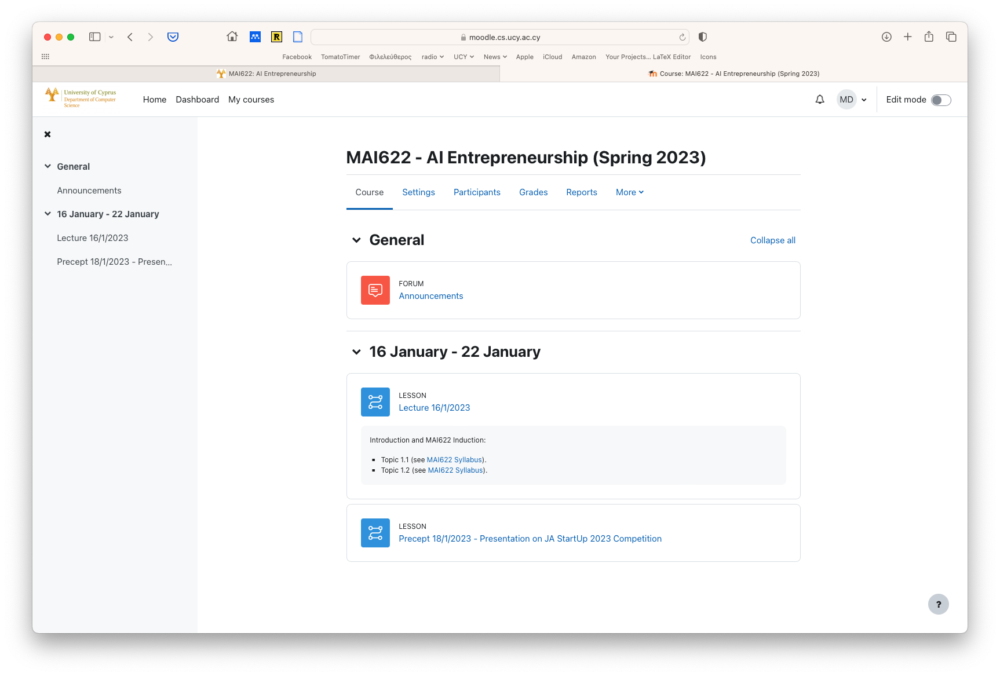 moodle.cs.ucy.ac.cy
Facebook TomatoTimer Φιλελεύθερος radio UCY News Apple iCloud Amazon Your Projects... LaTeX Editor Icons
MAI622: AI Entrepreneurship
Course: MAI622 - AI Entrepreneurship (Spring 2023)
University of Cyprus
Department of Computer
Science
Home Dashboard My courses
MD
Edit mode
General
Announcements
16 January - 22 January
Lecture 16/1/2023
Precept 18/1/2023 - Presen...
MAI622 - AI Entrepreneurship (Spring 2023)
Course Settings Participants Grades Reports More
General
Collapse all
FORUM
Announcements
16 January - 22 January
LESSON
Lecture 16/1/2023
Introduction and MAI622 Induction:
Topic 1.1 (see MAI622 Syllabus).
Topic 1.2 (see MAI622 Syllabus).
LESSON
Precept 18/1/2023 - Presentation on JA StartUp 2023 Competition
?